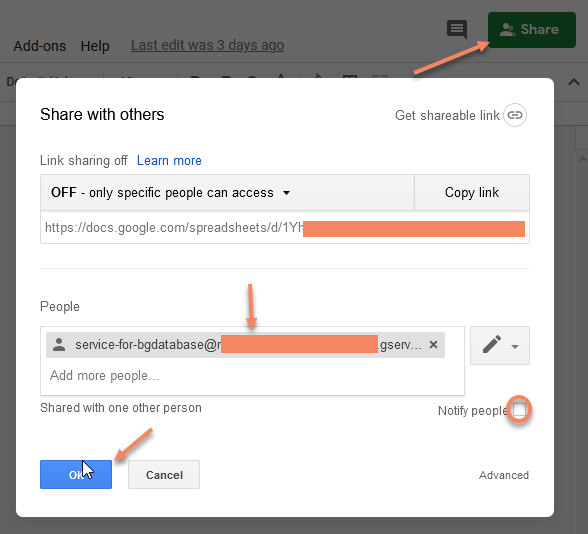 Share
Add-ons Help Last edit was 3 days ago
Share with others
Get shareable link
Link sharing off Learn more
OFF - only specific people can access
Copy link
https://docs.google.com/spreadsheets/d/1Yh
People
service-for-bgdatabase@r .gserv...
Add more people...
Shared with one other person
Notify people
OK
Cancel
Advanced